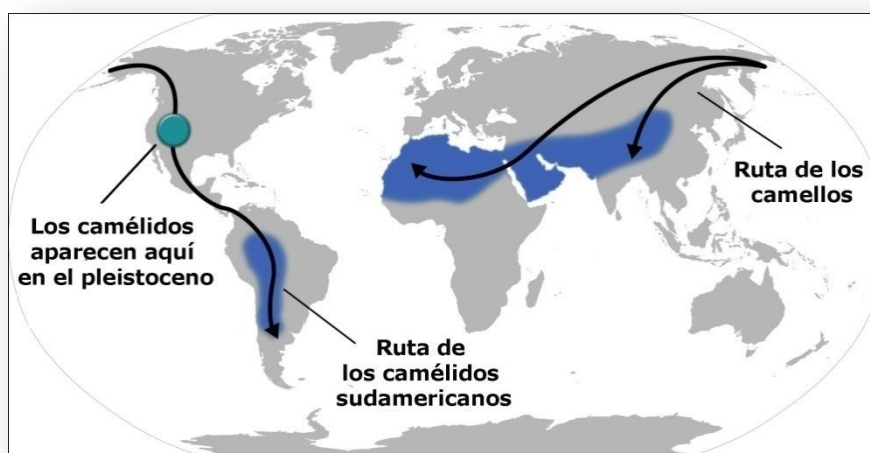 Ruta de los
camellos
Los camélidos
aparecen aquí
en el pleistoceno
Ruta de
los camélidos
sudamericanos